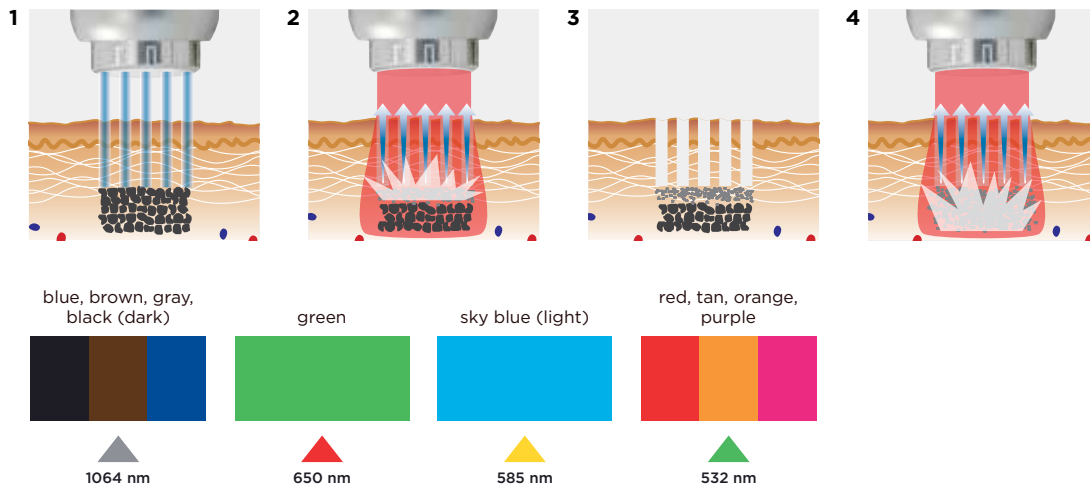 1
2
3
4
blue, brown, gray,
black (dark)
green
sky blue (light)
red, tan, orange,
purple
1064 nm
650 nm
585 nm
532 nm